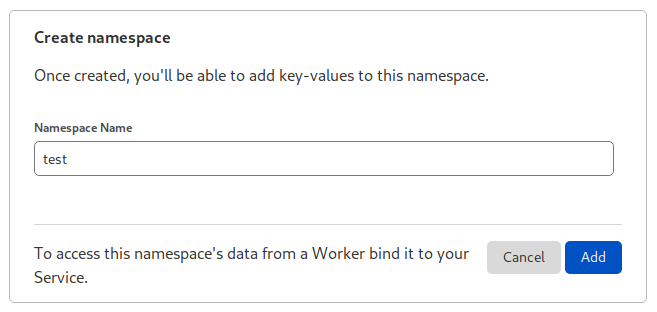 Create namespace
Once created, you'll be able to add key-values to this namespace.
Namespace Name
test
To access this namespace's data from a Worker bind it to your
Service.
Cancel
Add